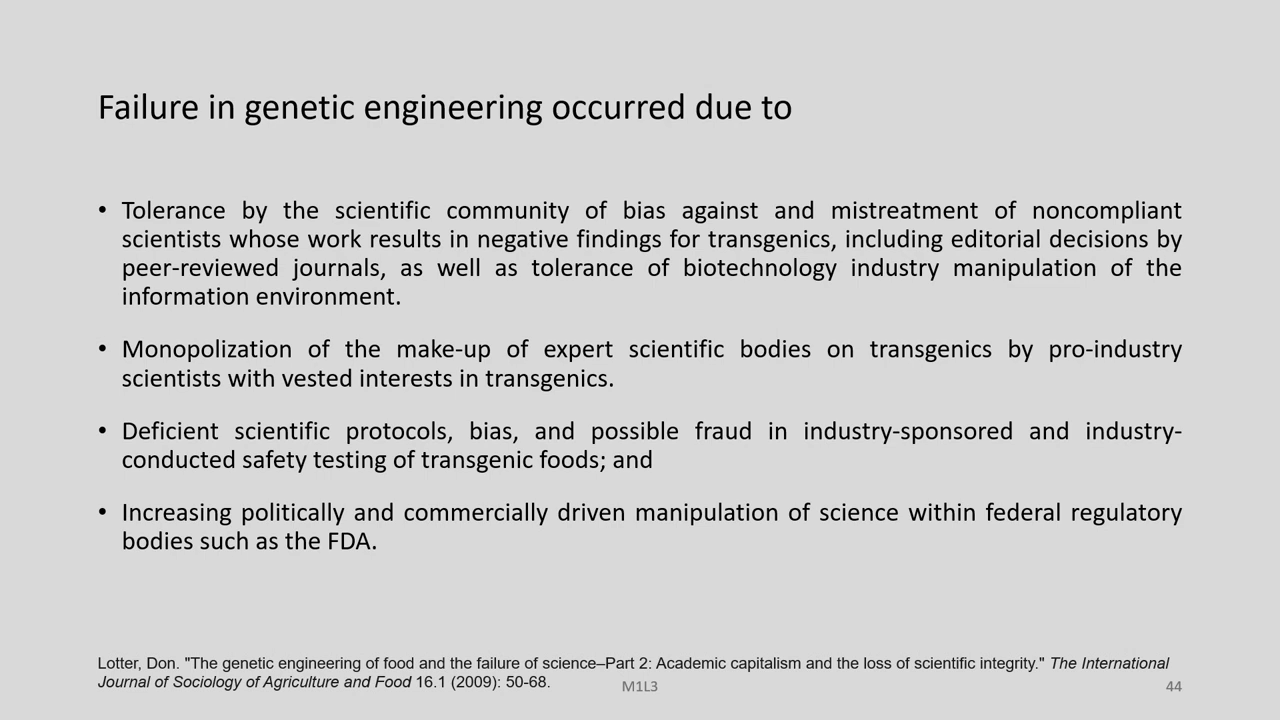 Failure in genetic engineering occurred due to
• Tolerance by the scientific community of bias against and mistreatment of noncompliant
scientists whose work results in negative findings for transgenics, including editorial decisions by
peer-reviewed journals, as well as tolerance of biotechnology industry manipulation of the
information environment.
• Monopolization of the make-up of expert scientific bodies on transgenics by pro-industry
scientists with vested interests in transgenics.
• Deficient scientific protocols, bias, and possible fraud in industry-sponsored and industry-
conducted safety testing of transgenic foods; and
• Increasing politically and commercially driven manipulation of science within federal regulatory
bodies such as the FDA.
Lotter, Don. "The genetic engineering of food and the failure of science–Part 2: Academic capitalism and the loss of scientific integrity." The International
Journal of Sociology of Agriculture and Food 16.1 (2009): 50-68.
M1L3
44